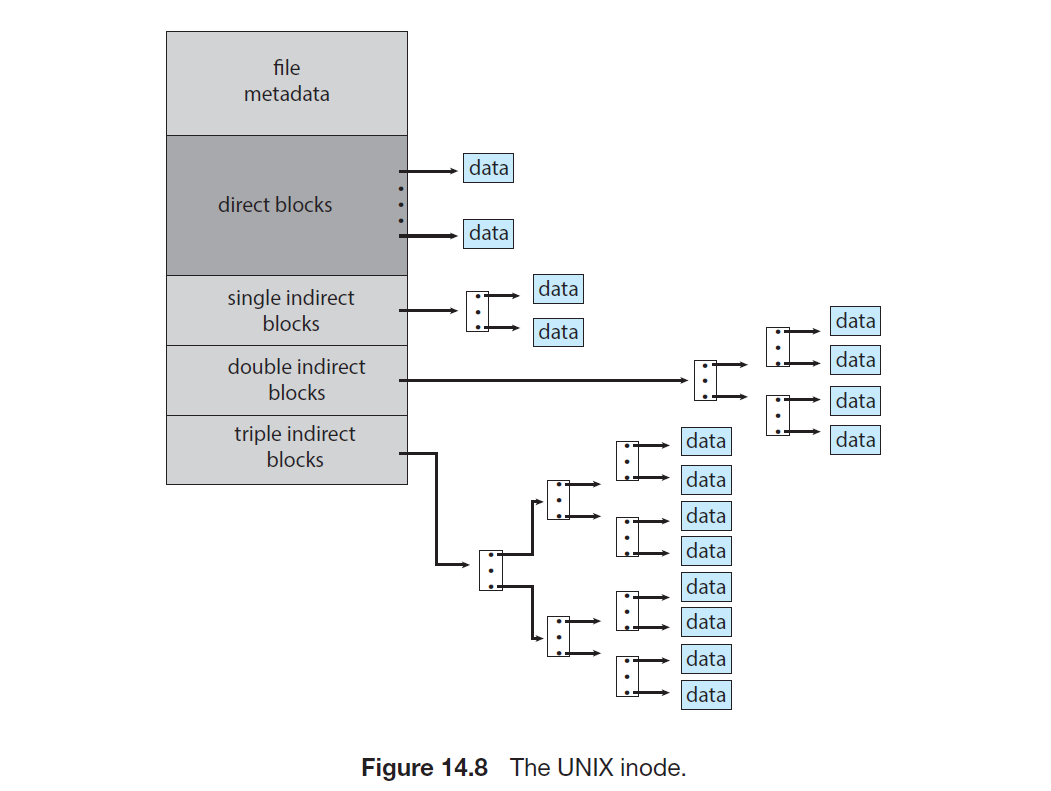 file
metadata
direct blocks
data
data
single indirect
blocks
data
data
double indirect
blocks
data
data
data
data
triple indirect
blocks
data
data
data
data
data
data
data
data
Figure 14.8 The UNIX inode.